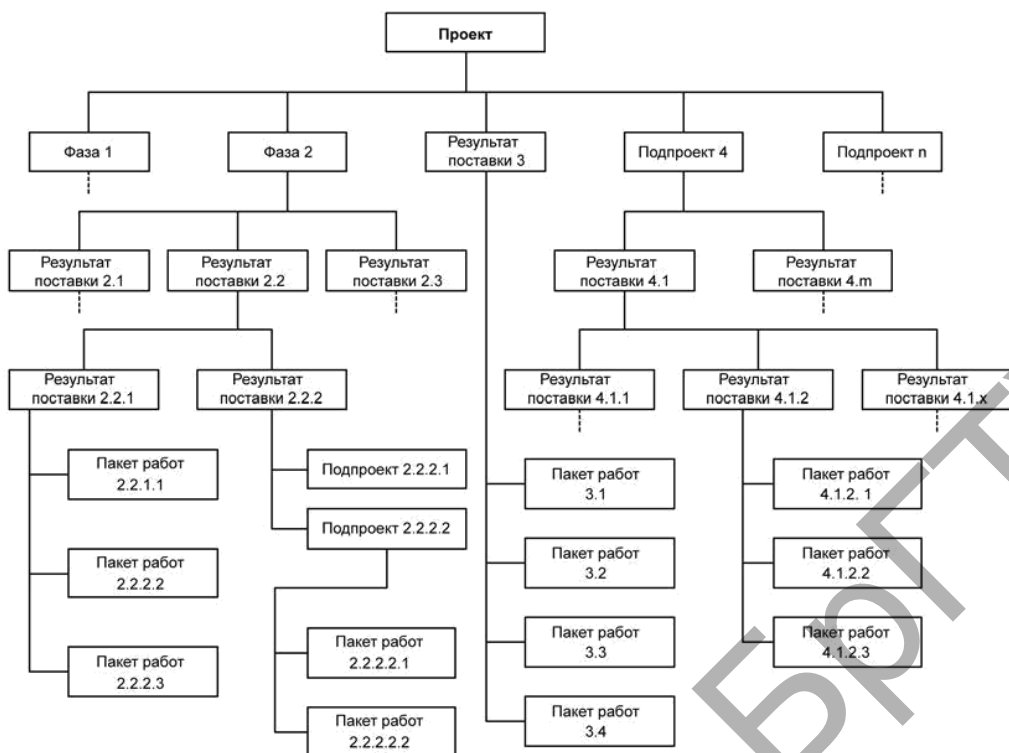 Проект
Фаза 1
Фаза 2
Результат
поставки 3
Подпроект 4
Подпроект n
Результат
поставки 2.1
Результат
поставки 2.2
Результат
поставки 2.3
Результат
поставки 4.1
Результат
поставки 4.m
Результат
поставки 2.2.1
Результат
поставки 2.2.2
Результат
поставки 4.1.1
Результат
поставки 4.1.2
Результат
поставки 4.1.x
Пакет работ
2.2.1.1
Пакет работ
2.2.2.2
Пакет работ
2.2.2.3
Подпроект 2.2.2.1
Подпроект 2.2.2.2
Пакет работ
2.2.2.2.1
Пакет работ
2.2.2.2.2
Пакет работ
3.1
Пакет работ
3.2
Пакет работ
3.3
Пакет работ
3.4
Пакет работ
4.1.2. 1
Пакет работ
4.1.2.2
Пакет работ
4.1.2.3
БрГТ